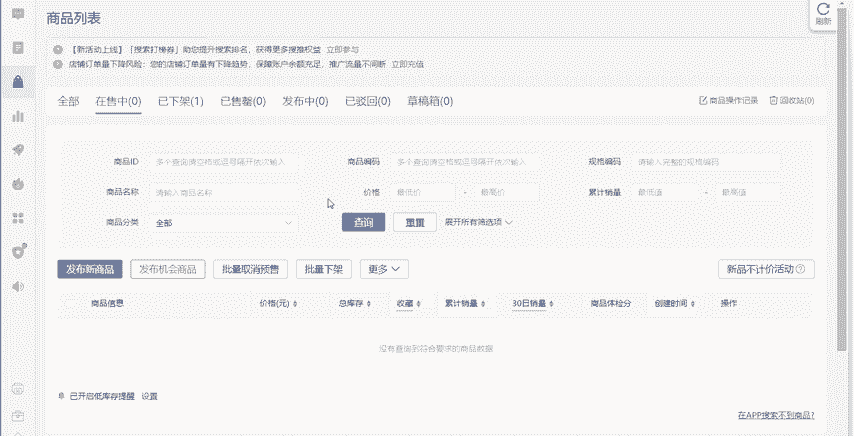 商品列表
刷新
【新活动上线】「搜索打榜券」助您提升搜索排名，获得更多搜推权益 立即参与
店铺订单量下降风险：您的店铺订单量有下降趋势，保障账户余额充足，推广流量不间断 立即充值
全部 在售中(0) 已下架(1) 已售罄(0) 发布中(0) 已驳回(0) 草稿箱(0) 商品操作记录 回收站(0)
商品ID 多个查询请空格或逗号隔开依次输入 商品编码 多个查询请空格或逗号隔开依次输入 规格编码 请输入完整的规格编码
商品名称 请输入商品名称 价格 最低价 - 最高价 累计销量 最低值 - 最高值
商品分类 全部 查询 重置 展开所有筛选项
发布新商品 发布机会商品 批量取消预售 批量下架 更多 新品不计价活动
商品信息 价格(元) 总库存 收藏 累计销量 30日销量 商品体检分 创建时间 操作
没有查询到符合要求的商品数据
已开启低库存提醒 设置
在APP搜索不到商品?